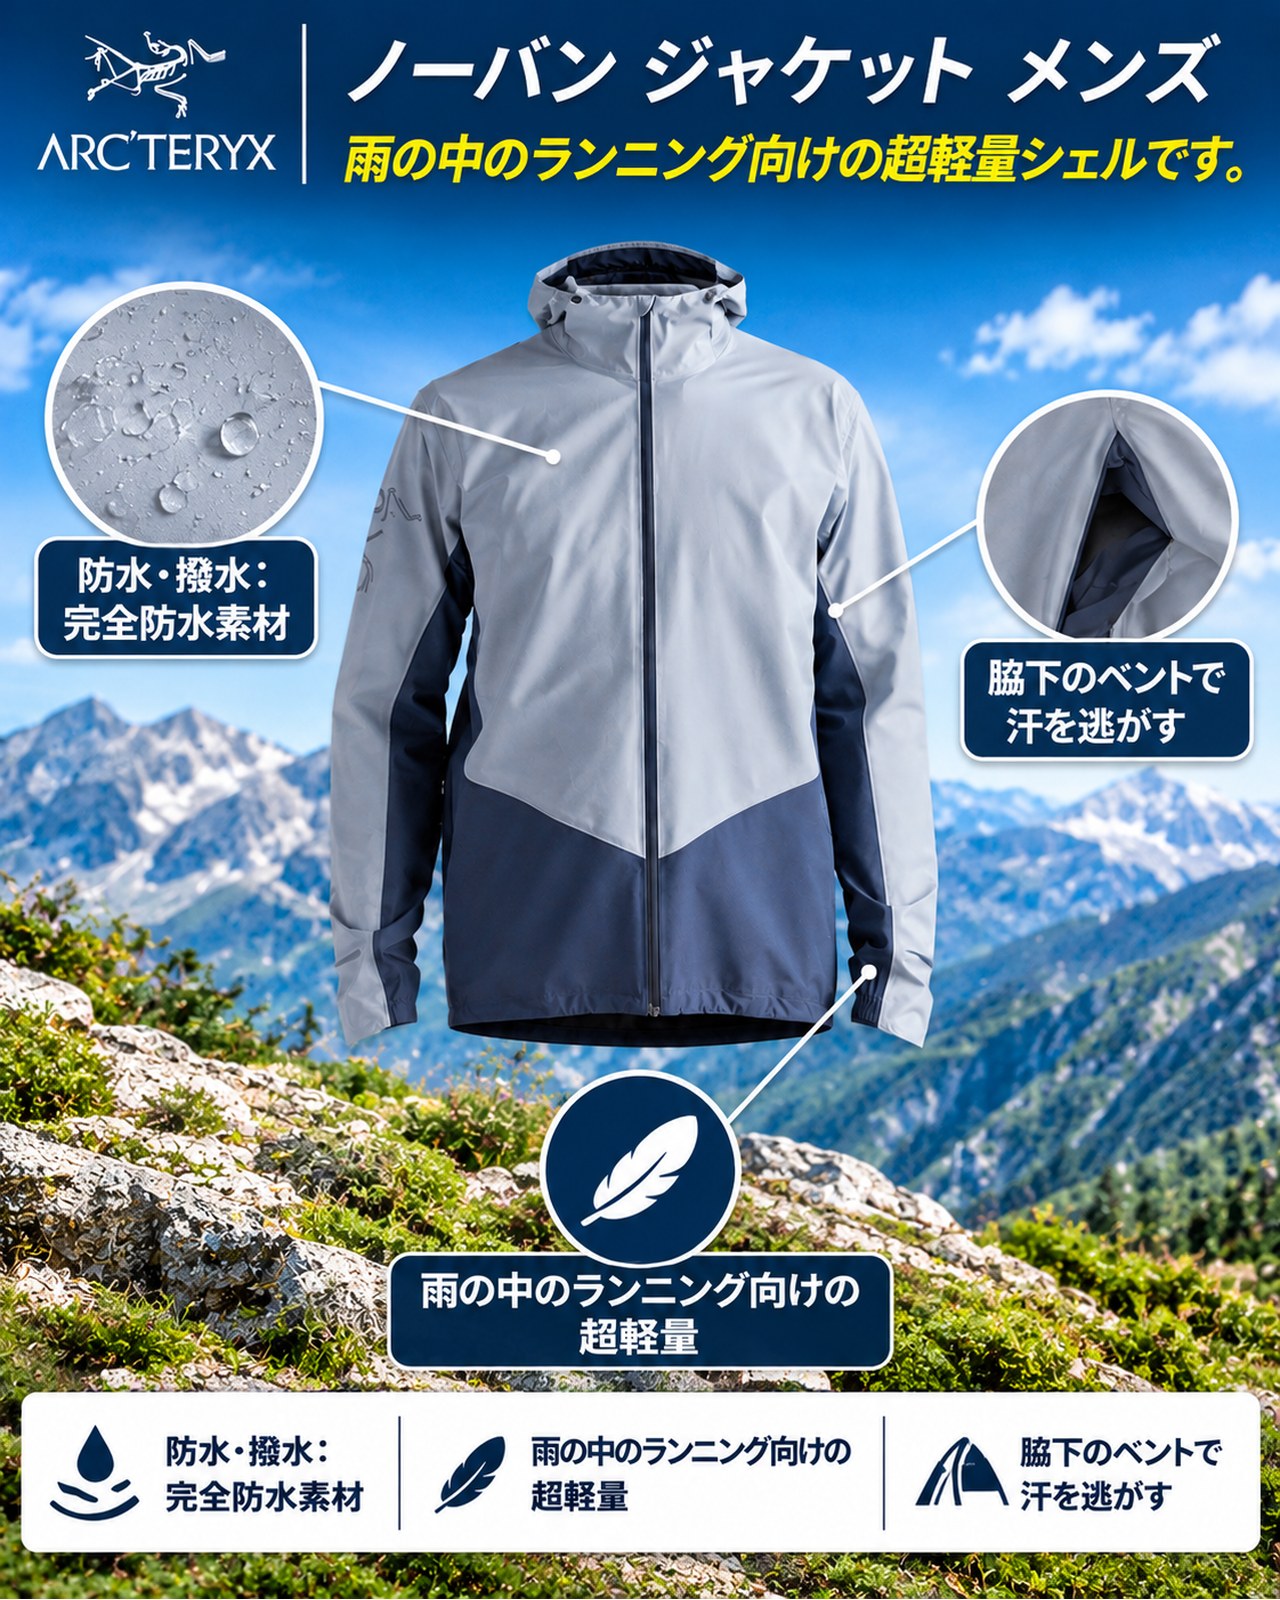 ARC'TERYX
ノーバン ジャケット メンズ
雨の中のランニング向けの超軽量シェルです。
防水・撥水:
完全防水素材
脇下のベントで
汗を逃がす
雨の中のランニング向けの
超軽量
防水・撥水:
完全防水素材
雨の中のランニング向けの
超軽量
脇下のベントで
汗を逃がす